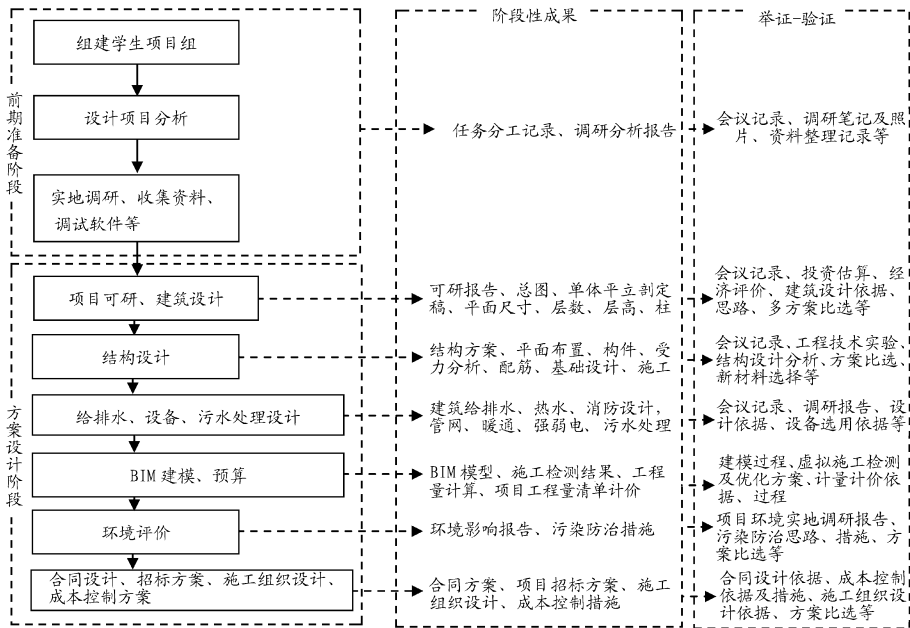 阶段性成果
举证-验证
前期准备阶段
组建学生项目组
设计项目分析
任务分工记录、调研分析报告
会议记录、调研笔记及照
片、资料整理记录等
实地调研、收集资料、
调试软件等
方案设计阶段
项目可研、建筑设计
可研报告、总图、单体平立剖定
稿、平面尺寸、层数、层高、柱
会议记录、投资估算、经
济评价、建筑设计依据、
思路、多方案比选等
结构设计
结构方案、平面布置、构件、受
力分析、配筋、基础设计、施工
会议记录、工程技术实验、
结构设计分析、方案比选、
新材料选择等
给排水、设备、污水处理设计
建筑给排水、热水、消防设计,
管网、暖通、强弱电、污水处理
会议记录、调研报告、设
计依据、设备选用依据等
BIM 建模、预算
BIM 模型、施工检测结果、工程
量计算、项目工程量清单计价
建模过程、虚拟施工检测
及优化方案、计量计价依
据、过程
环境评价
环境影响报告、污染防治措施
项目环境实地调研报告、
污染防治思路、措施、方
案比选等
合同设计、招标方案、施工组织设计、
成本控制方案
合同方案、项目招标方案、施工
组织设计、成本控制措施
合同设计依据、成本控制
依据及措施、施工组织设
计依据、方案比选等